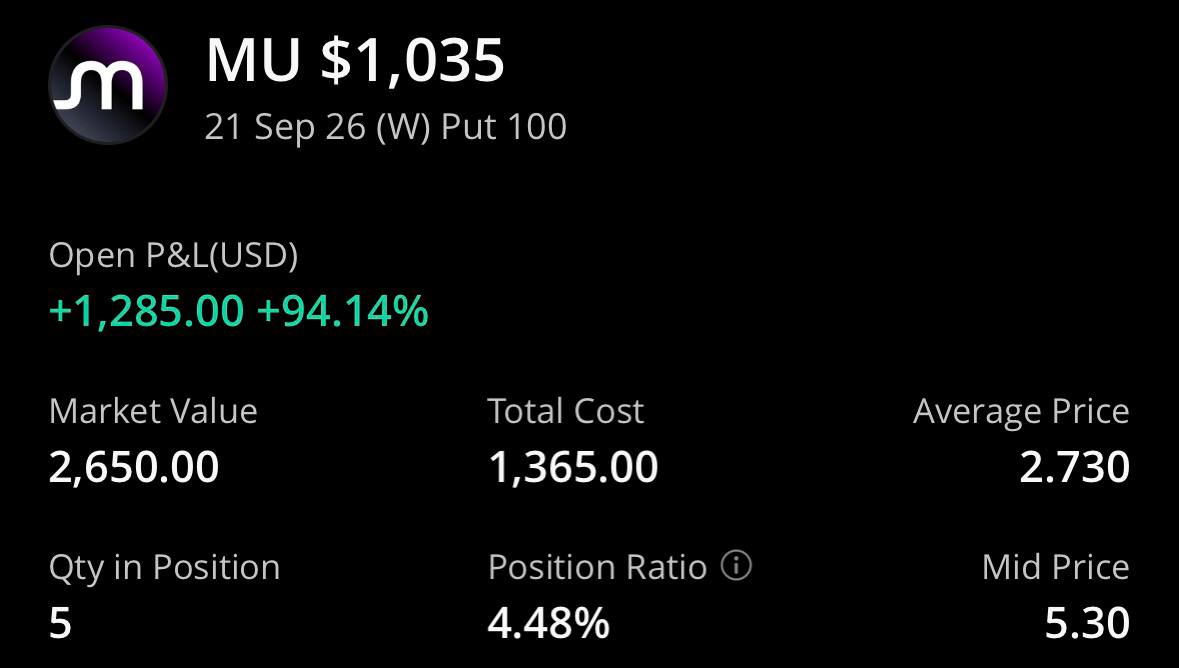 m
MU $1,035
21 Sep 26 (W) Put 100
Open P&L(USD)
+1,285.00 +94.14%
Market Value
Total Cost
Average Price
2,650.00
1,365.00
2.730
Qty in Position
Position Ratio
Mid Price
5
4.48%
5.30